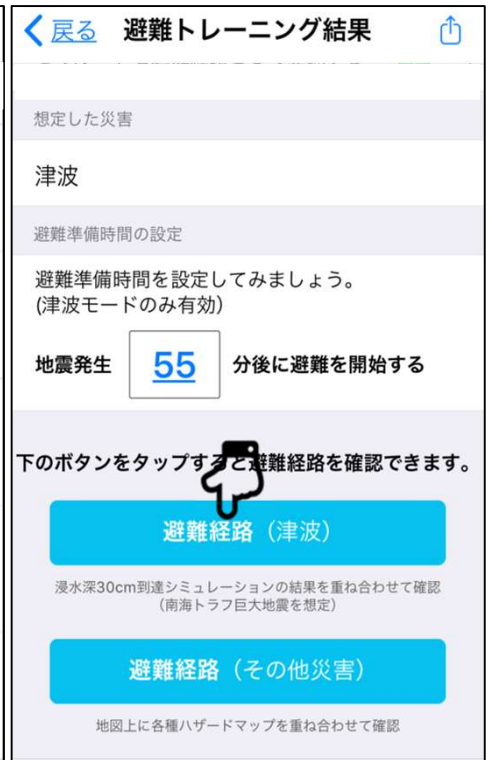 戻る 避難トレーニング結果
想定した災害
津波
避難準備時間の設定
避難準備時間を設定してみましょう。
(津波モードのみ有効)
地震発生 55 分後に避難を開始する
下のボタンをタップすると避難経路を確認できます。
避難経路（津波）
浸水深30cm到達シミュレーションの結果を重ね合わせて確認
(南海トラフ巨大地震を想定)
避難経路（その他災害）
地図上に各種ハザードマップを重ね合わせて確認